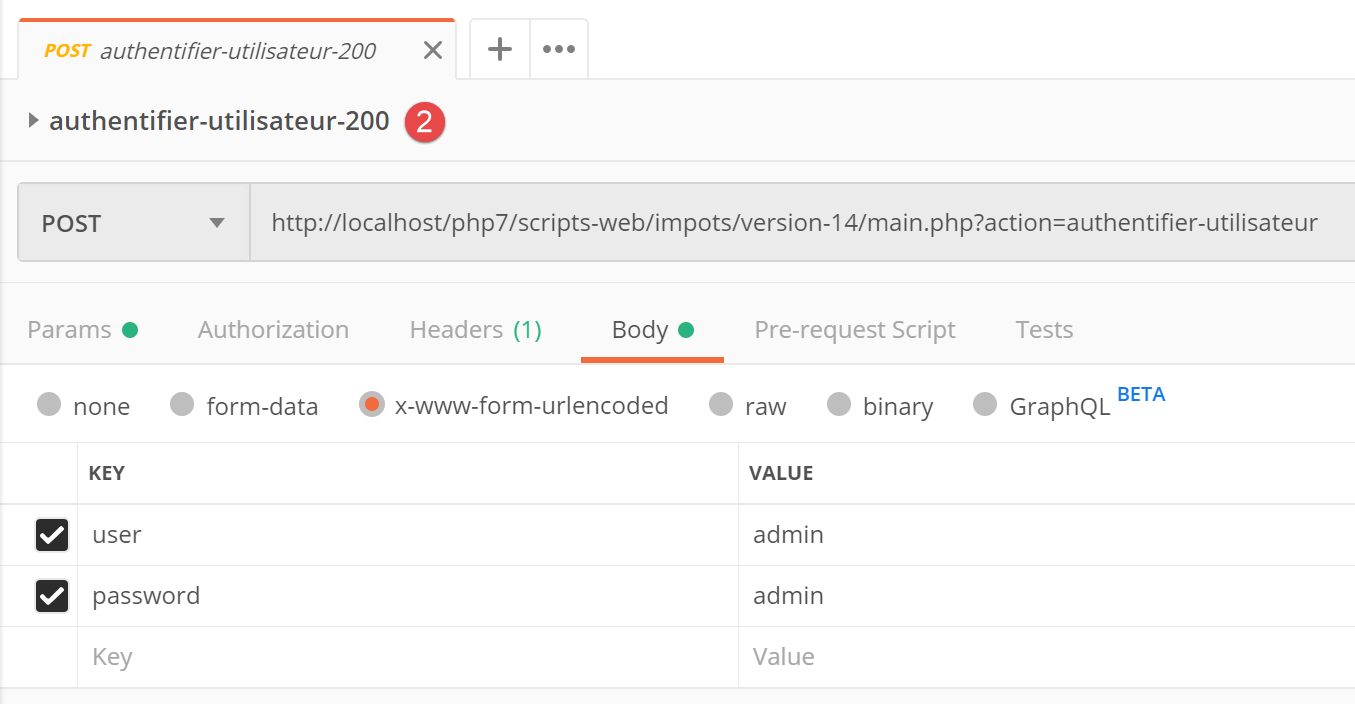 POST authentifier-utilisateur-200
authentifier-utilisateur-200 2
POST http://localhost/php7/scripts-web/impots/version-14/main.php?action=authentifier-utilisateur
Params Authorization Headers (1) Body Pre-request Script Tests
none form-data x-www-form-urlencoded raw binary GraphQL BETA
KEY VALUE
user admin
password admin
Key Value